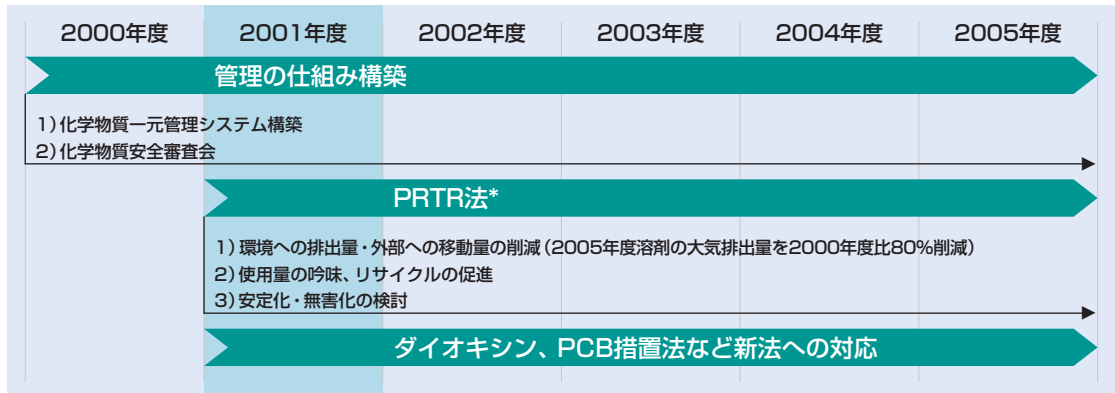 2000年度 2001年度 2002年度 2003年度 2004年度 2005年度
管理の仕組み構築
1）化学物質一元管理システム構築
2）化学物質安全審査会
PRTR法*
1）環境への排出量・外部への移動量の削減（2005年度溶剤の大気排出量を2000年度比80%削減）
2）使用量の吟味、リサイクルの促進
3）安定化・無害化の検討
ダイオキシン、PCB措置法など新法への対応